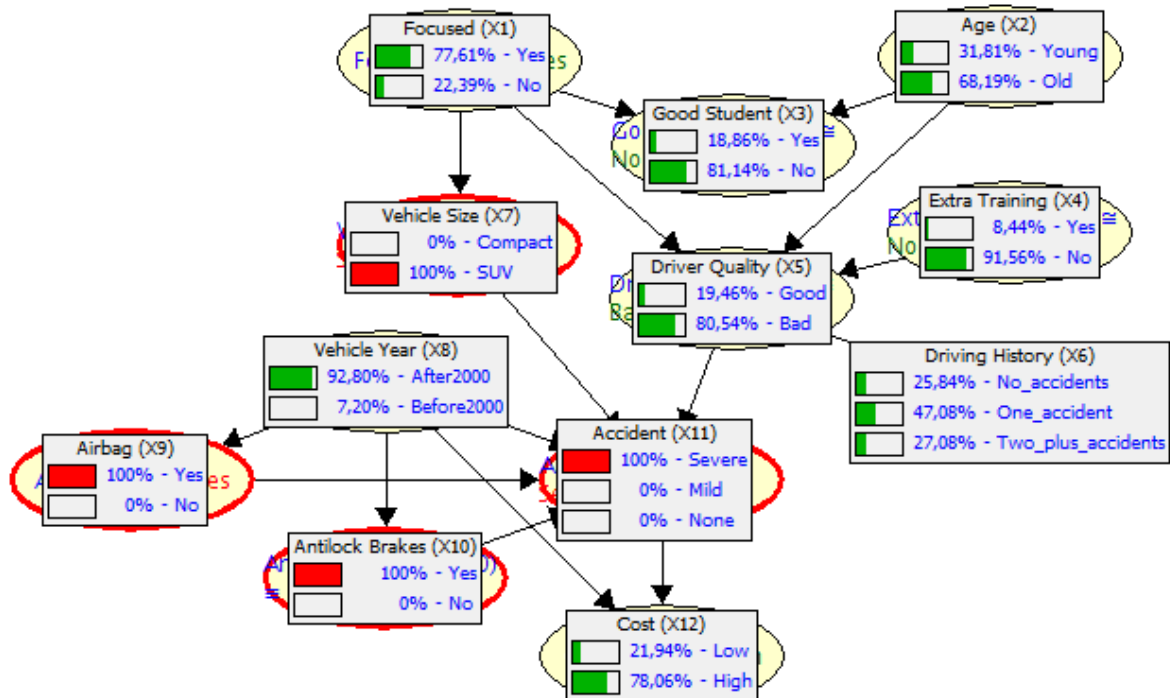 Focused (X1)
77,61% - Yes
22,39% - No
Age (X2)
31,81% - Young
68,19% - Old
Good Student (X3)
18,86% - Yes
81,14% - No
Extra Training (X4)
8,44% - Yes
91,56% - No
Vehicle Size (X7)
0% - Compact
100% - SUV
Driver Quality (X5)
19,46% - Good
80,54% - Bad
Vehicle Year (X8)
92,80% - After2000
7,20% - Before2000
Driving History (X6)
25,84% - No_accidents
47,08% - One_accident
27,08% - Two_plus_accidents
Airbag (X9)
100% - Yes
0% - No
Accident (X11)
100% - Severe
0% - Mild
0% - None
Antilock Brakes (X10)
100% - Yes
0% - No
Cost (X12)
21,94% - Low
78,06% - High